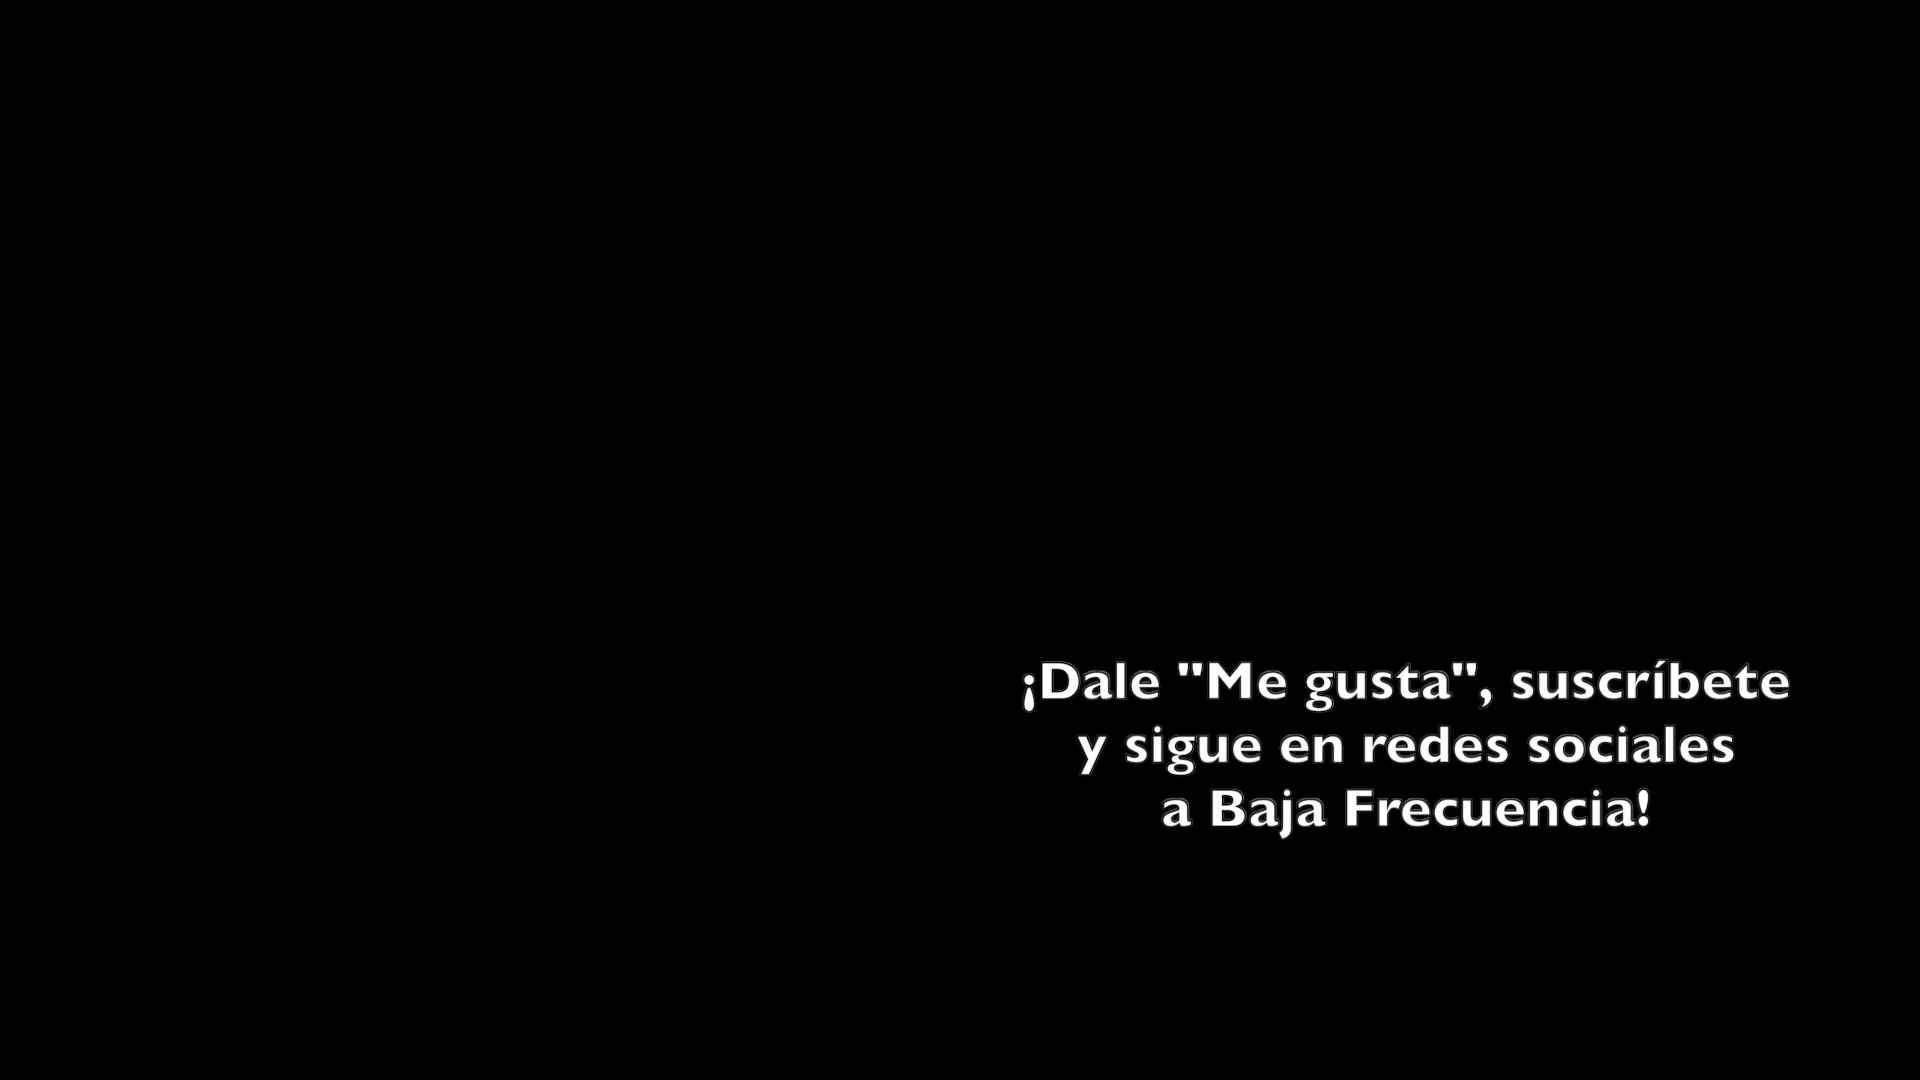 ¡Dale "Me gusta", suscríbete
y sigue en redes sociales
a Baja Frecuencia!